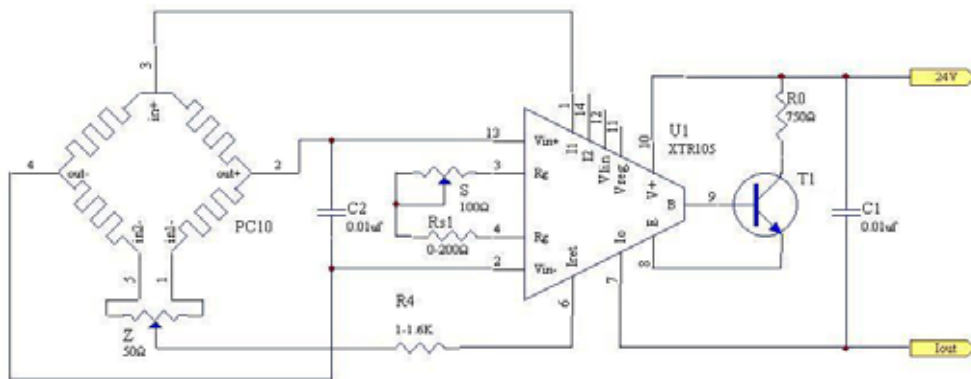 3
in+
4
out-
out+
2
in2-
in1-
PC10
5
1
Z
50Ω
C2
0.01uf
13
Vin+
3
Rg
S
100Ω
Rs1
0-200Ω
4
Rg
2
Vin-
R4
1-1.6K
1
I1
14
I2
12
Vlin
11
Vreg
10
V+
U1
XTR105
B
9
E
8
Io
7
Iret
6
R0
750Ω
T1
C1
0.01uf
24V
Iout